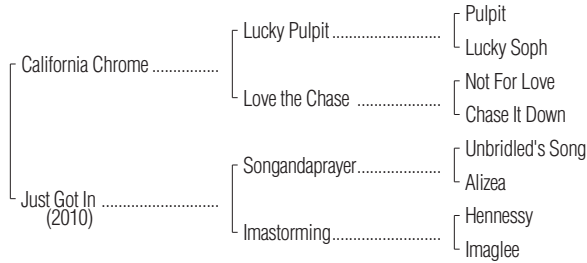 Pulpit
Lucky Pulpit
Lucky Soph
California Chrome
Not For Love
Love the Chase
Chase It Down
Unbridled's Song
Songandaprayer
Alizea
Just Got In
(2010)
Hennessy
Imastorming
Imaglee